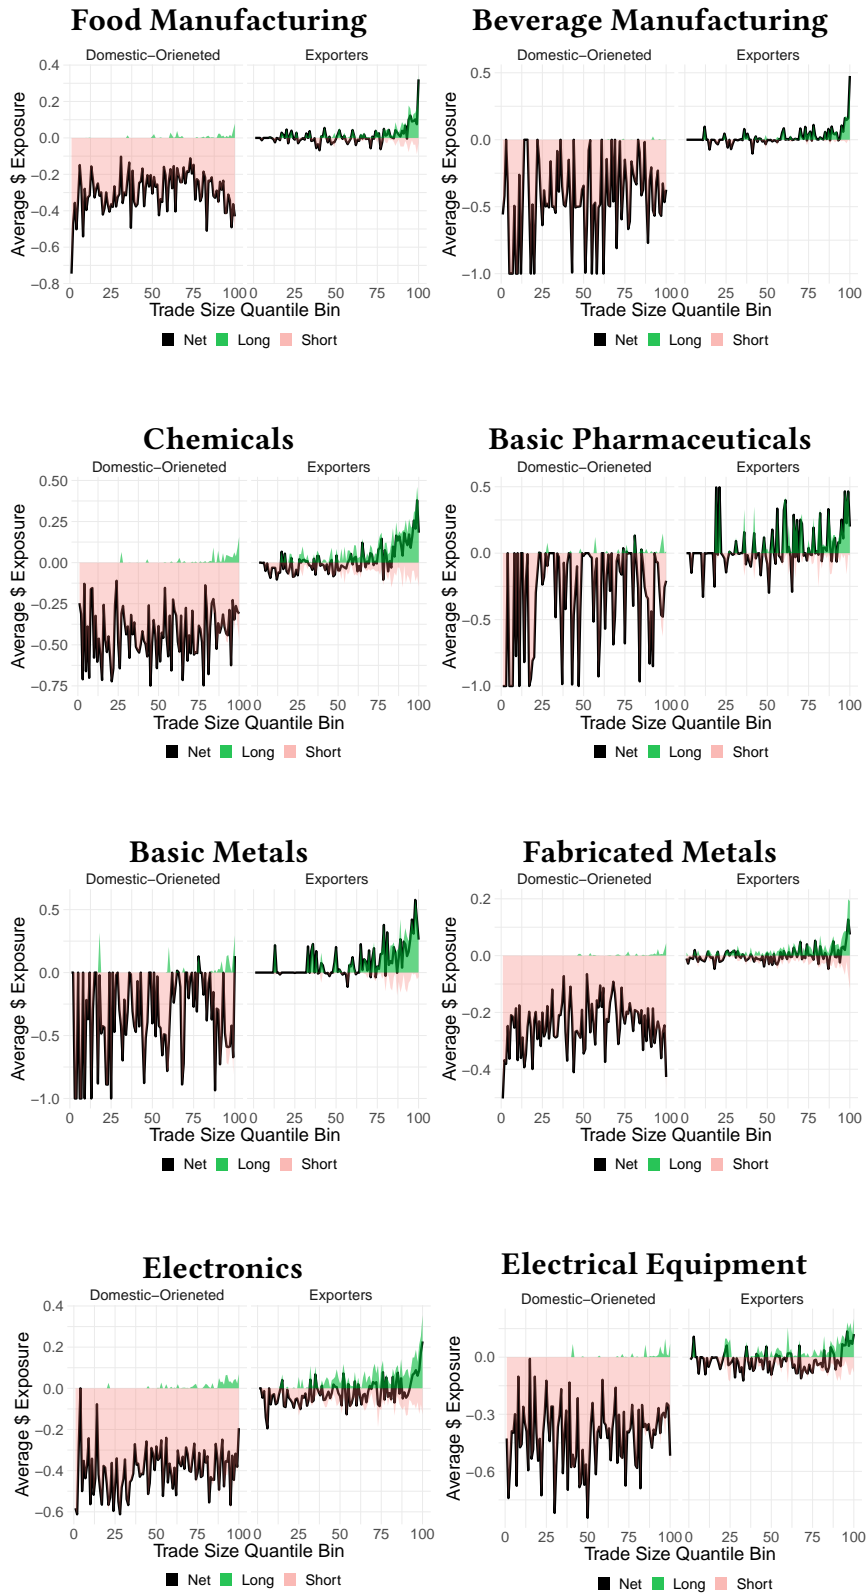 Food Manufacturing
Domestic−Orieneted Exporters
Average $ Exposure
0.4
0.2
0.0
−0.2
−0.4
−0.6
−0.8
0 25 50 75 100 0 25 50 75 100
Trade Size Quantile Bin
Net Long Short
Beverage Manufacturing
Domestic−Orieneted Exporters
Average $ Exposure
0.5
0.0
−0.5
−1.0
0 25 50 75 100 0 25 50 75 100
Trade Size Quantile Bin
Net Long Short
Chemicals
Domestic−Orieneted Exporters
Average $ Exposure
0.50
0.25
0.00
−0.25
−0.50
−0.75
0 25 50 75 100 0 25 50 75 100
Trade Size Quantile Bin
Net Long Short
Basic Pharmaceuticals
Domestic−Orieneted Exporters
Average $ Exposure
0.5
0.0
−0.5
−1.0
0 25 50 75 100 0 25 50 75 100
Trade Size Quantile Bin
Net Long Short
Basic Metals
Domestic−Orieneted Exporters
Average $ Exposure
0.5
0.0
−0.5
−1.0
0 25 50 75 100 0 25 50 75 100
Trade Size Quantile Bin
Net Long Short
Fabricated Metals
Domestic−Orieneted Exporters
Average $ Exposure
0.2
0.0
−0.2
−0.4
0 25 50 75 100 0 25 50 75 100
Trade Size Quantile Bin
Net Long Short
Electronics
Domestic−Orieneted Exporters
Average $ Exposure
0.4
0.2
0.0
−0.2
−0.4
−0.6
0 25 50 75 100 0 25 50 75 100
Trade Size Quantile Bin
Net Long Short
Electrical Equipment
Domestic−Orieneted Exporters
Average $ Exposure
0.0
−0.3
−0.6
0 25 50 75 100 0 25 50 75 100
Trade Size Quantile Bin
Net Long Short